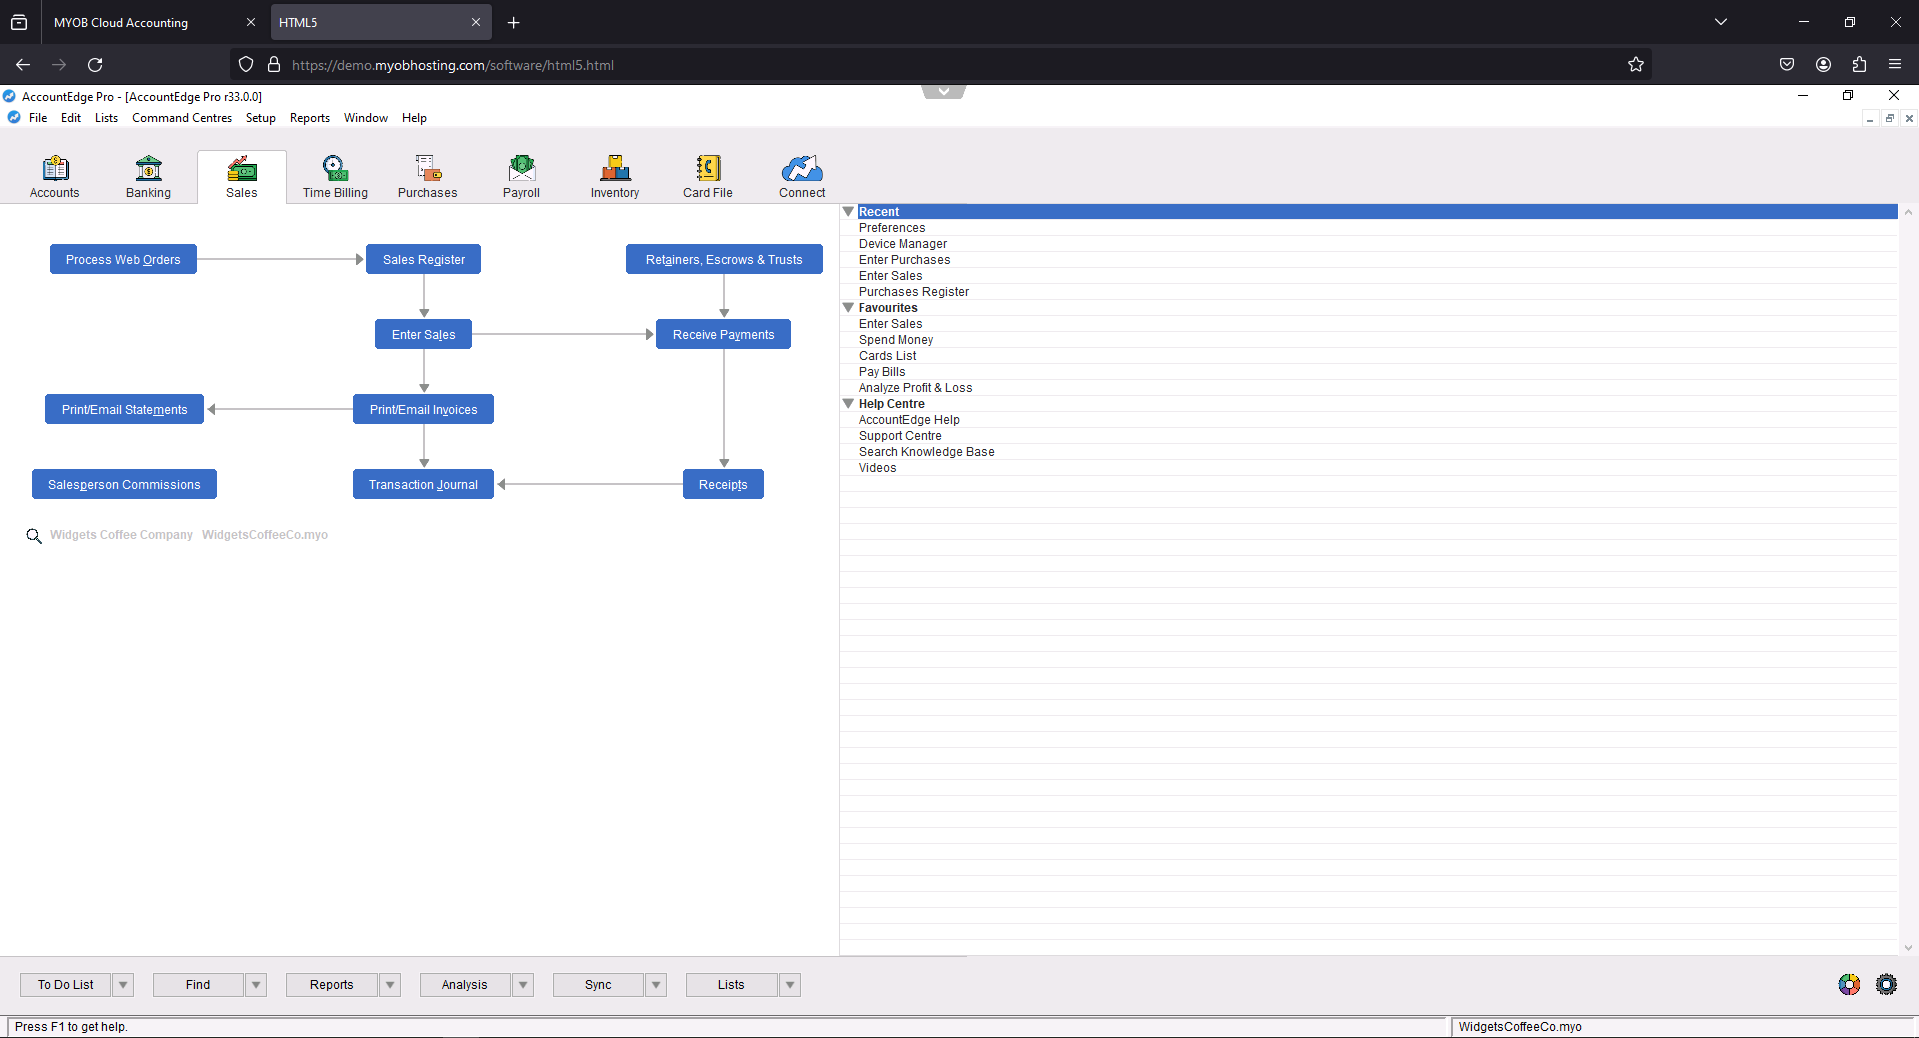 MYOB Cloud Accounting
HTML5
https://demo.myobhosting.com/software/html5.html
AccountEdge Pro - [AccountEdge Pro r33.0.0]
File Edit Lists Command Centres Setup Reports Window Help
Accounts Banking Sales Time Billing Purchases Payroll Inventory Card File Connect
Process Web Orders Sales Register Retainers, Escrows & Trusts
Enter Sales Receive Payments
Print/Email Statements Print/Email Invoices
Salesperson Commissions Transaction Journal Receipts
Widgets Coffee Company WidgetsCoffeeCo.myo
Recent
Preferences
Device Manager
Enter Purchases
Enter Sales
Purchases Register
Favourites
Enter Sales
Spend Money
Cards List
Pay Bills
Analyze Profit & Loss
Help Centre
AccountEdge Help
Support Centre
Search Knowledge Base
Videos
To Do List Find Reports Analysis Sync Lists
Press F1 to get help. WidgetsCoffeeCo.myo